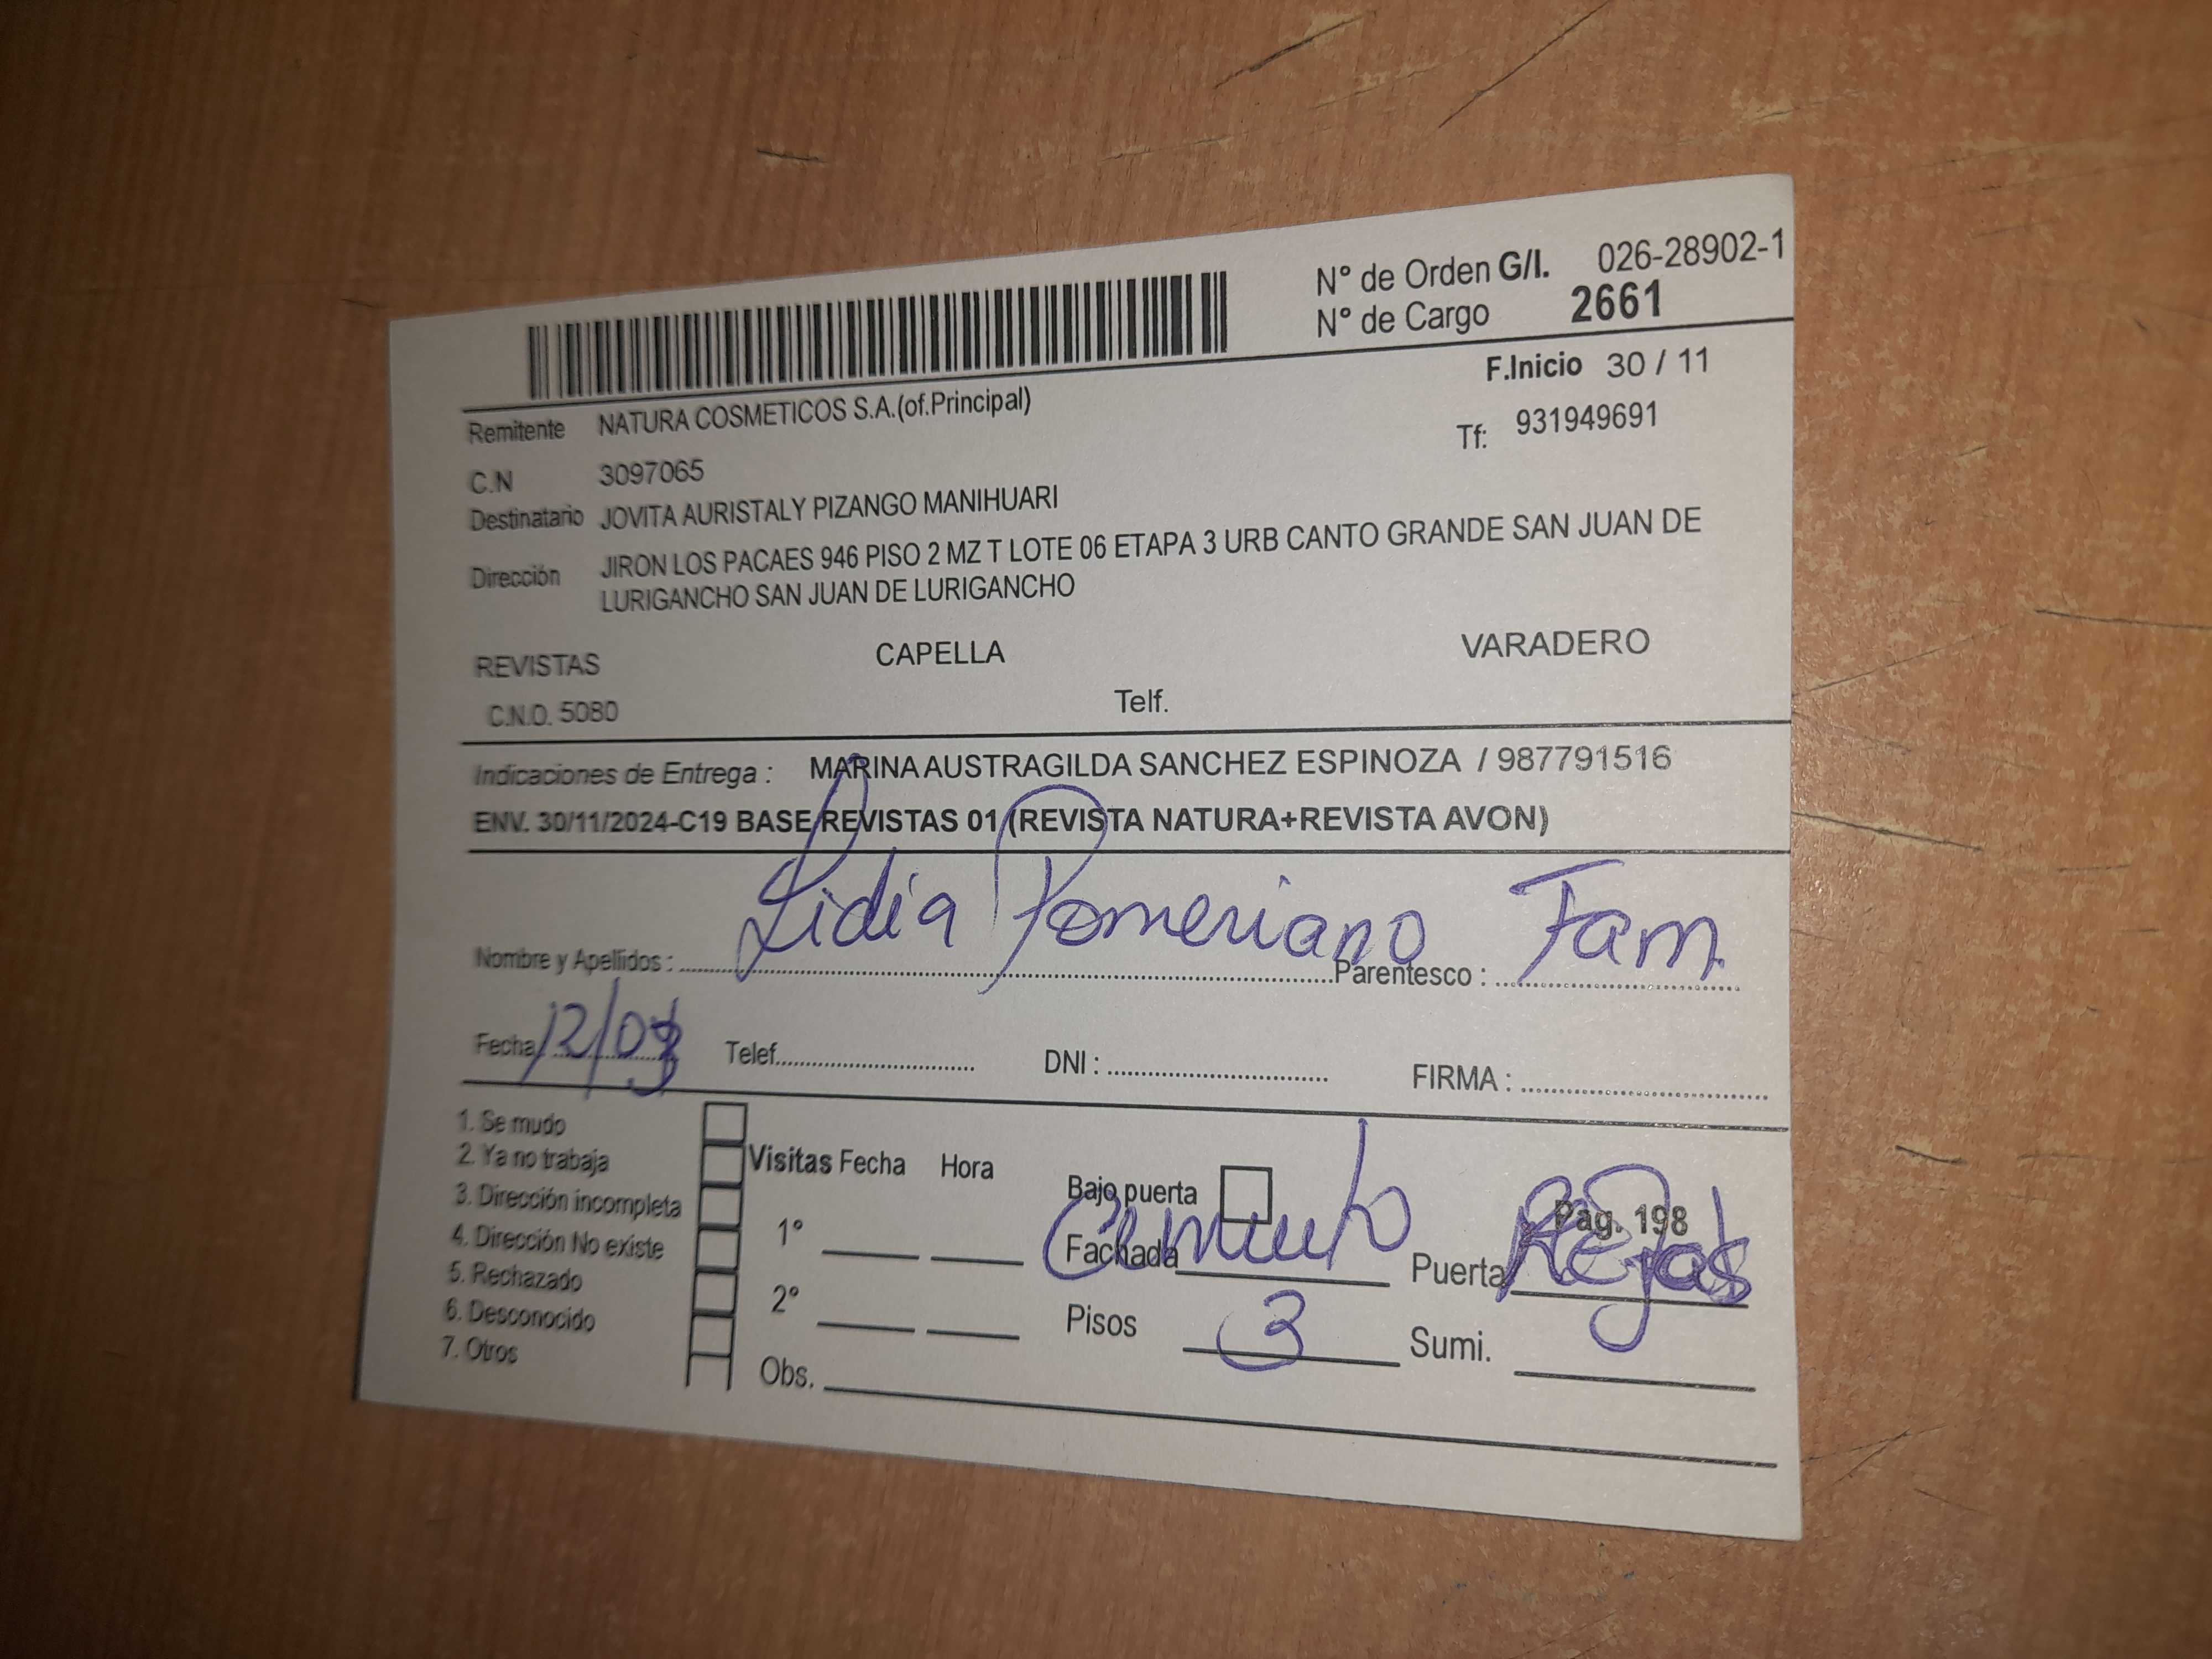 N° de Orden G/I. 026-28902-1
N° de Cargo 2661
F.Inicio 30 / 11
Remitente NATURA COSMETICOS S.A.(of.Principal)
Tf: 931949691
C.N 3097065
Destinatario JOVITA AURISTALY PIZANGO MANIHUARI
Dirección JIRON LOS PACAES 946 PISO 2 MZ T LOTE 06 ETAPA 3 URB CANTO GRANDE SAN JUAN DE
LURIGANCHO SAN JUAN DE LURIGANCHO
REVISTAS CAPELLA VARADERO
C.N.O. 5080 Telf.
Indicaciones de Entrega : MARINA AUSTRAGILDA SANCHEZ ESPINOZA / 987791516
ENV. 30/11/2024-C19 BASE REVISTAS 01 (REVISTA NATURA+REVISTA AVON)
Nombre y Apellidos : Lidia Pomeriano Parentesco : Fam.
Fecha Telef. DNI : FIRMA :
1. Se mudo
2. Ya no trabaja
3. Dirección incompleta
4. Dirección No existe
5. Rechazado
6. Desconocido
7. Otros
Visitas Fecha Hora
1°
2°
Obs.
Bajo puerta
Pag. 198
Fachada Cemento Puerta Rejas
Pisos 3 Sumi.